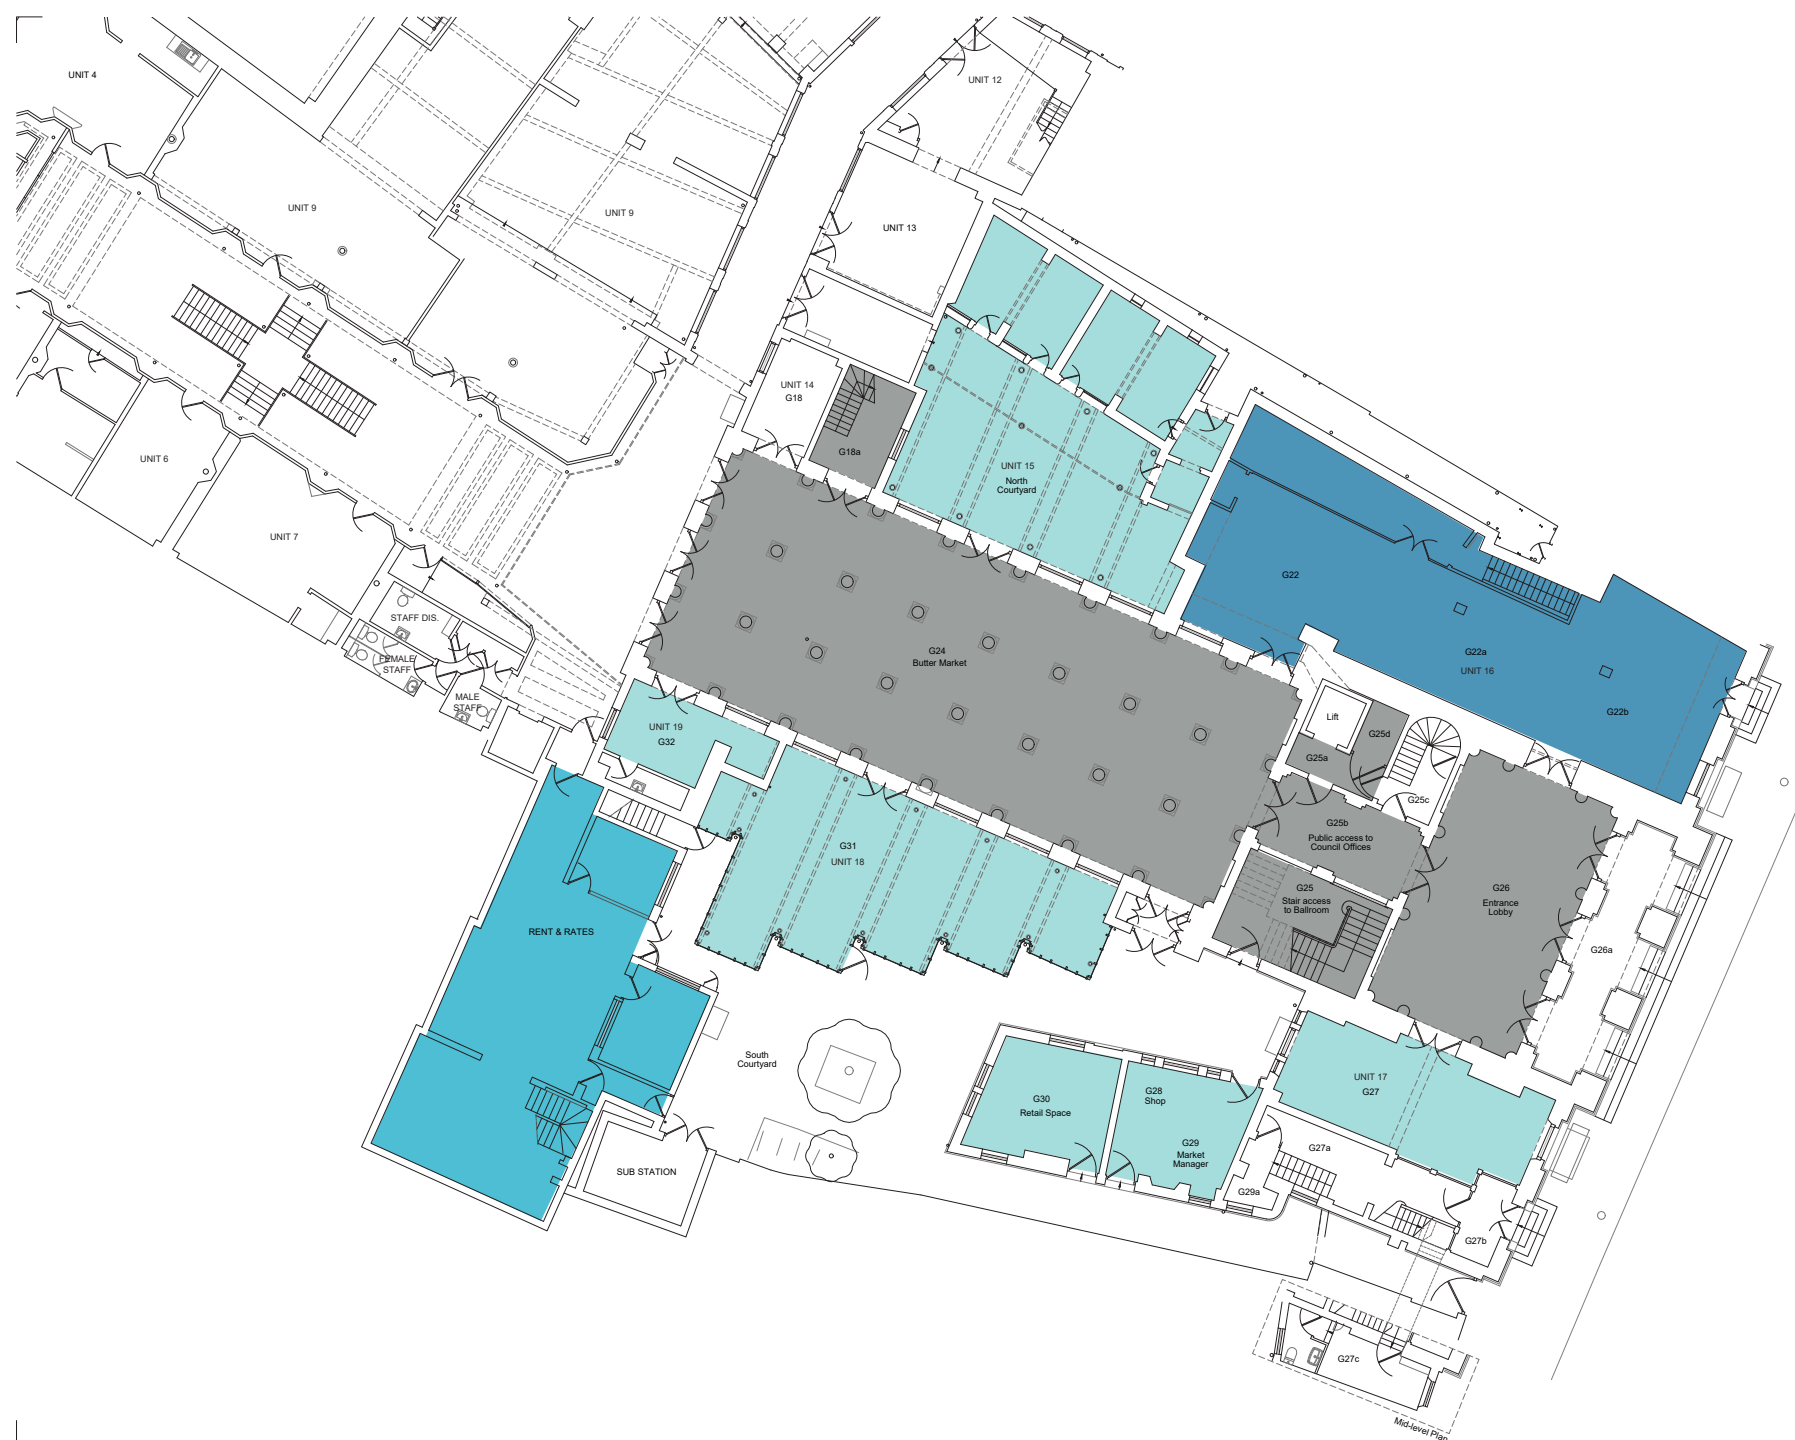 UNIT 4
UNIT 12
UNIT 9
UNIT 9
UNIT 13
UNIT 14
G18
G18a
UNIT 6
UNIT 7
UNIT 15
North
Courtyard
G22
STAFF DIS.
FEMALE
STAFF
MALE
STAFF
G24
Butter Market
G22a
UNIT 16
G22b
UNIT 19
G32
Lift
G25d
G25a
G25c
G25b
Public access to
Council Offices
G31
UNIT 18
G25
Stair access
to Ballroom
G26
Entrance
Lobby
G26a
RENT & RATES
South
Courtyard
UNIT 17
G27
G30
Retail Space
G28
Shop
G29
Market
Manager
G27a
G29a
SUB STATION
G27b
G27c
Mid-level Plan